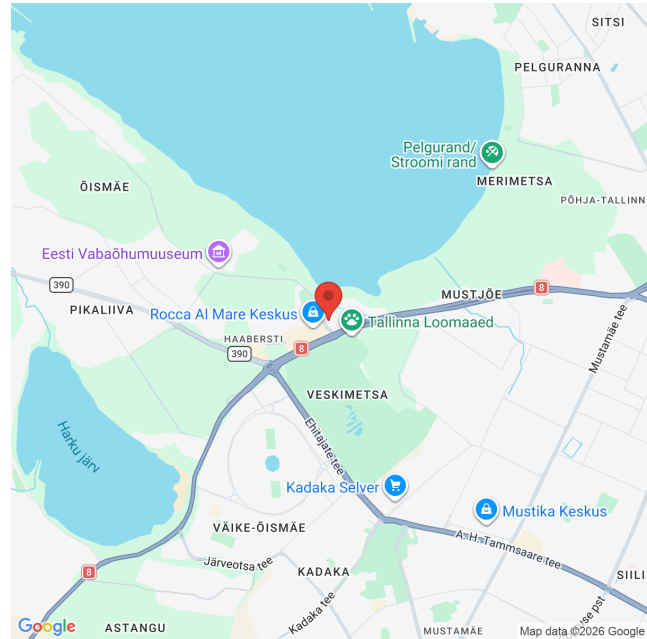 SITSI
PELGURANNA
Pelgurand/
Stroomi rand
MERIMETSA
ÕISMÄE
PÕHJA-TALLINN
Eesti Vabaõhumuuseum
390
PIKALIIVA
Rocca Al Mare Keskus
MUSTJÕE
8
Tallinna Loomaaed
HAABERSTI
390
8
Mustamäe tee
VESKIMETSA
Ehitajate tee
Harku järv
Kadaka Selver
Mustika Keskus
VÄIKE-ÕISMÄE
A. H. Tammsaare tee
Järveotsa tee
8
KADAKA
SIILI
Kadaka tee
ASTANGU
MUSTAMÄE
use pst
Google
Map data ©2026 Google